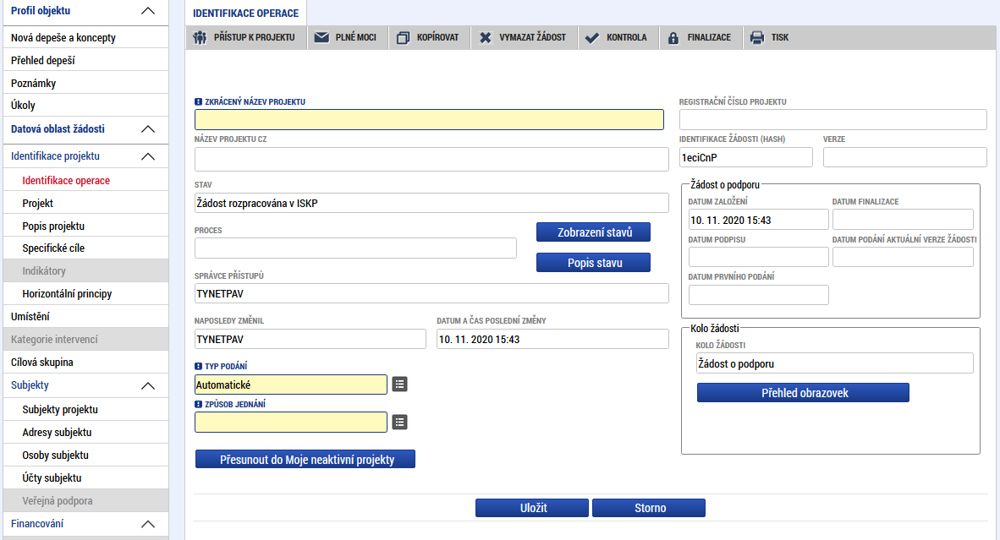 Profil objektu
Nová depeše a koncepty
Přehled depeší
Poznámky
Úkoly
Datová oblast žádosti
Identifikace projektu
Identifikace operace
Projekt
Popis projektu
Specifické cíle
Indikátory
Horizontální principy
Umístění
Kategorie intervencí
Cílová skupina
Subjekty
Subjekty projektu
Adresy subjektu
Osoby subjektu
Účty subjektu
Veřejná podpora
Financování
IDENTIFIKACE OPERACE
PŘÍSTUP K PROJEKTU PLNÉ MOCI KOPÍROVAT VYMAZAT ŽÁDOST KONTROLA FINALIZACE TISK
ZKRÁCENÝ NÁZEV PROJEKTU
NÁZEV PROJEKTU CZ
STAV
Žádost rozpracována v ISKP
PROCES
Zobrazení stavů
Popis stavu
SPRÁVCE PŘÍSTUPŮ
TYNETPAV
NAPOSLEDY ZMĚNIL DATUM A ČAS POSLEDNÍ ZMĚNY
TYNETPAV 10. 11. 2020 15:43
TYP PODÁNÍ
Automatické
ZPŮSOB JEDNÁNÍ
Přesunout do Moje neaktivní projekty
REGISTRAČNÍ ČÍSLO PROJEKTU
IDENTIFIKACE ŽÁDOSTI (HASH) VERZE
1eciCnP
Žádost o podporu
DATUM ZALOŽENÍ DATUM FINALIZACE
10. 11. 2020 15:43
DATUM PODPISU DATUM PODÁNÍ AKTUÁLNÍ VERZE ŽÁDOSTI
DATUM PRVNÍHO PODÁNÍ
Kolo žádosti
KOLO ŽÁDOSTI
Žádost o podporu
Přehled obrazovek
Uložit Storno